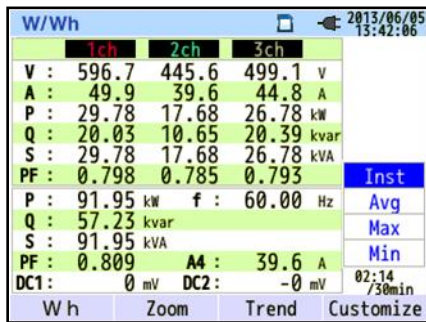 W/Wh 2013/06/05
13:42:06
1ch 2ch 3ch
V : 596.7 445.6 499.1 V
A : 49.9 39.6 44.8 A
P : 29.78 17.68 26.78 kW
Q : 20.03 10.65 20.39 kvar
S : 29.78 17.68 26.78 kVA
PF : 0.798 0.785 0.793
Inst
P : 91.95 kW f : 60.00 Hz
Avg
Q : 57.23 kvar
Max
S : 91.95 kVA
Min
PF : 0.809 A4 : 39.6 A
DC1 : 0 mV DC2 : -0 mV
02:14
/30min
Wh Zoom Trend Customize